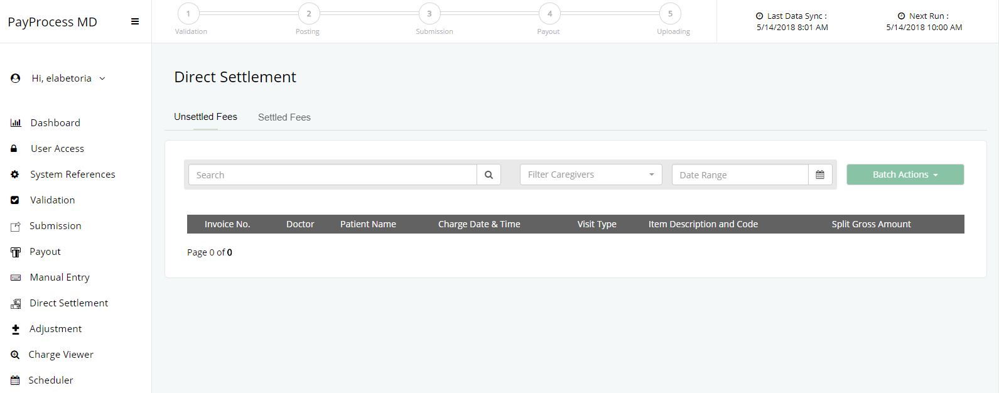 PayProcess MD
1
2
3
4
5
Validation
Posting
Submission
Payout
Uploading
Last Data Sync :
5/14/2018 8:01 AM
Next Run :
5/14/2018 10:00 AM
Hi, elabetoria
Dashboard
User Access
System References
Validation
Submission
Payout
Manual Entry
Direct Settlement
Adjustment
Charge Viewer
Scheduler
Direct Settlement
Unsettled Fees
Settled Fees
Search
Filter Caregivers
Date Range
Batch Actions
Invoice No. Doctor Patient Name Charge Date & Time Visit Type Item Description and Code Split Gross Amount
Page 0 of 0